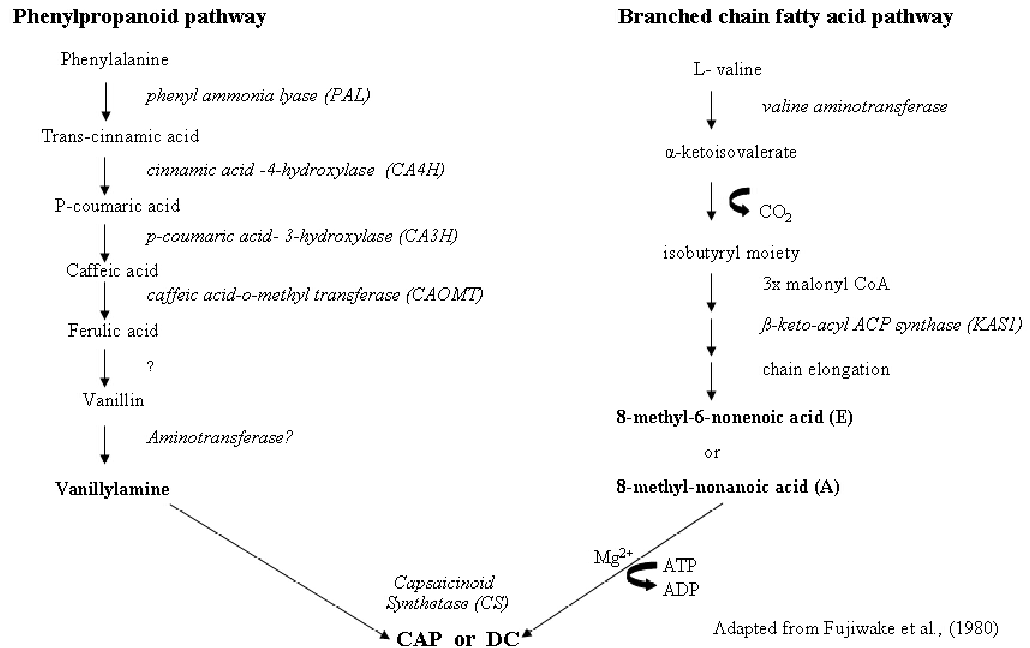 Phenylpropanoid pathway
Phenylalanine
phenyl ammonia lyase (PAL)
Trans-cinnamic acid
cinnamic acid -4-hydroxylase (CA4H)
P-coumaric acid
p-coumaric acid- 3-hydroxylase (CA3H)
Caffeic acid
caffeic acid-o-methyl transferase (CAOMT)
Ferulic acid
?
Vanillin
Aminotransferase?
Vanillylamine
Branched chain fatty acid pathway
L- valine
valine aminotransferase
α-ketoisovalerate
CO2
isobutyryl moiety
3x malonyl CoA
β-keto-acyl ACP synthase (KAS1)
chain elongation
8-methyl-6-nonenoic acid (E)
or
8-methyl-nonanoic acid (A)
Mg2+
ATP
ADP
Capsaicinoid
Synthetase (CS)
CAP or DC
Adapted from Fujiwake et al., (1980)